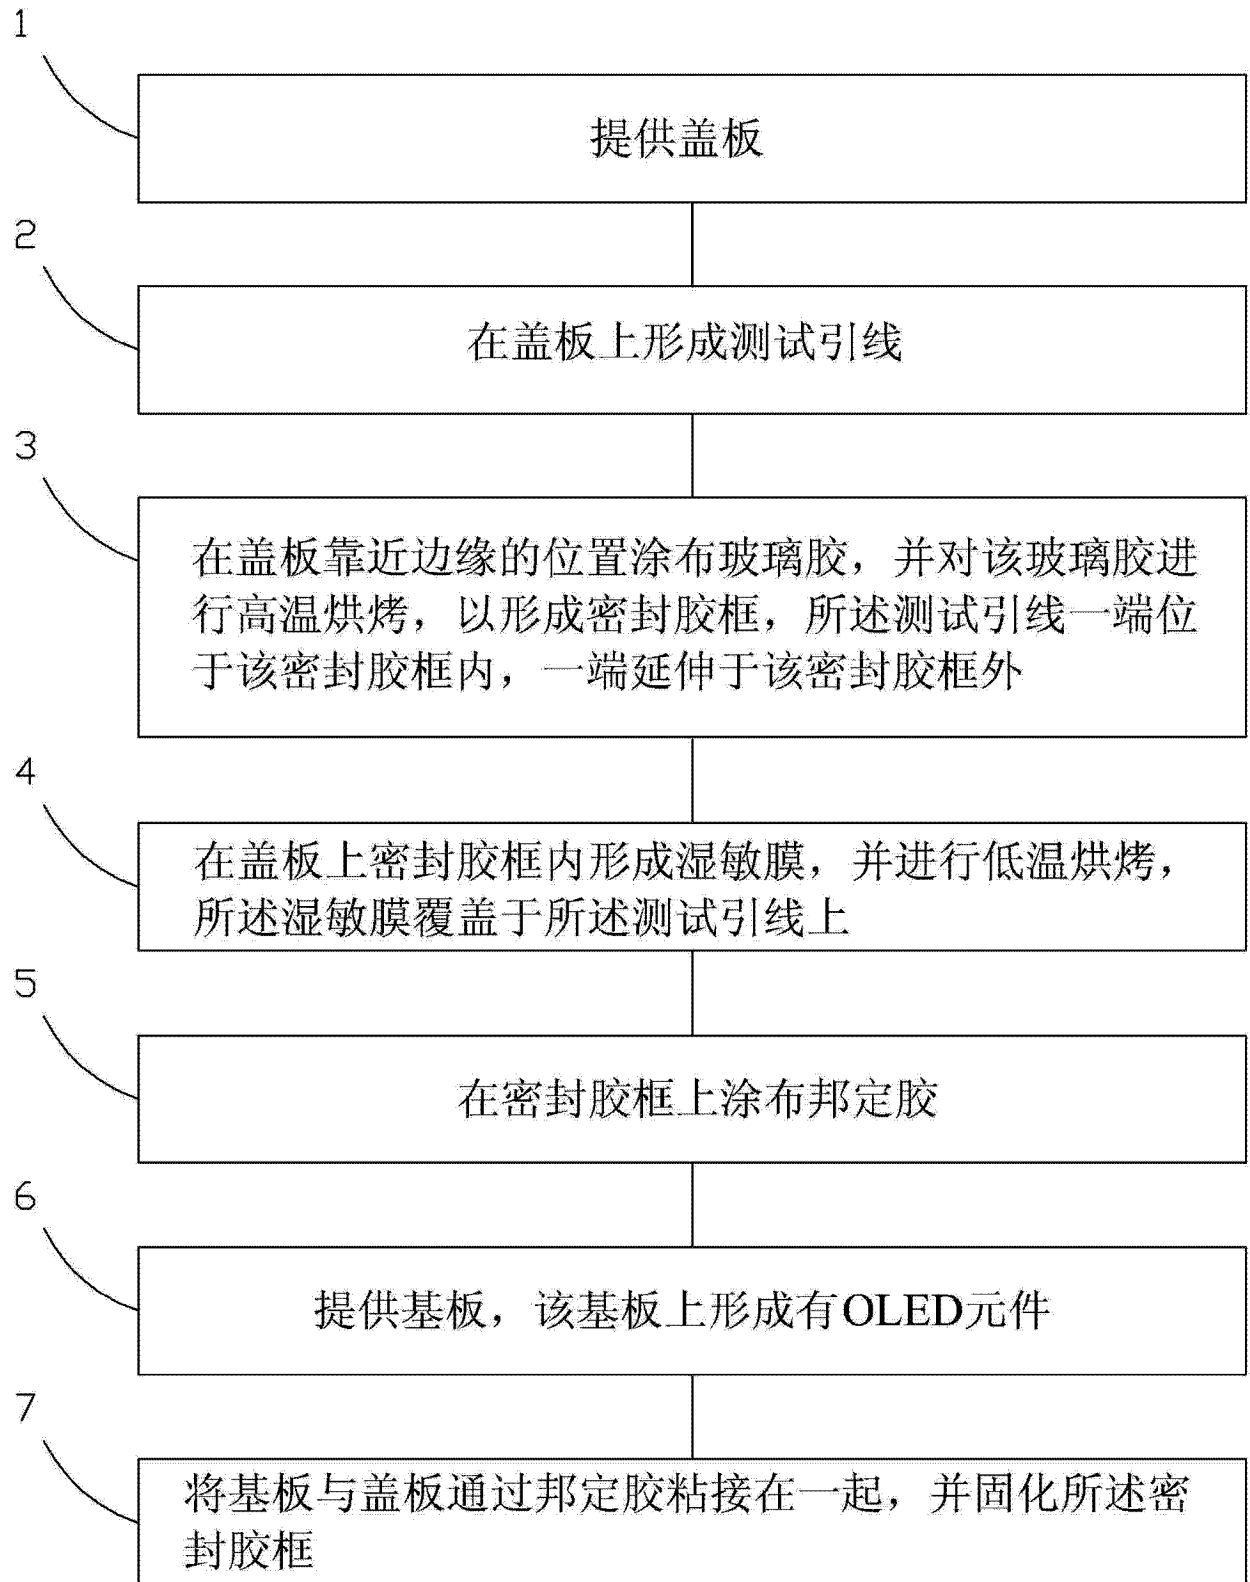 1
提供盖板
2
在盖板上形成测试引线
3
在盖板靠近边缘的位置涂布玻璃胶，并对该玻璃胶进
行高温烘烤，以形成密封胶框，所述测试引线一端位
于该密封胶框内，一端延伸于该密封胶框外
4
在盖板上密封胶框内形成湿敏膜，并进行低温烘烤，
所述湿敏膜覆盖于所述测试引线上
5
在密封胶框上涂布邦定胶
6
提供基板，该基板上形成有OLED元件
7
将基板与盖板通过邦定胶粘接在一起，并固化所述密
封胶框